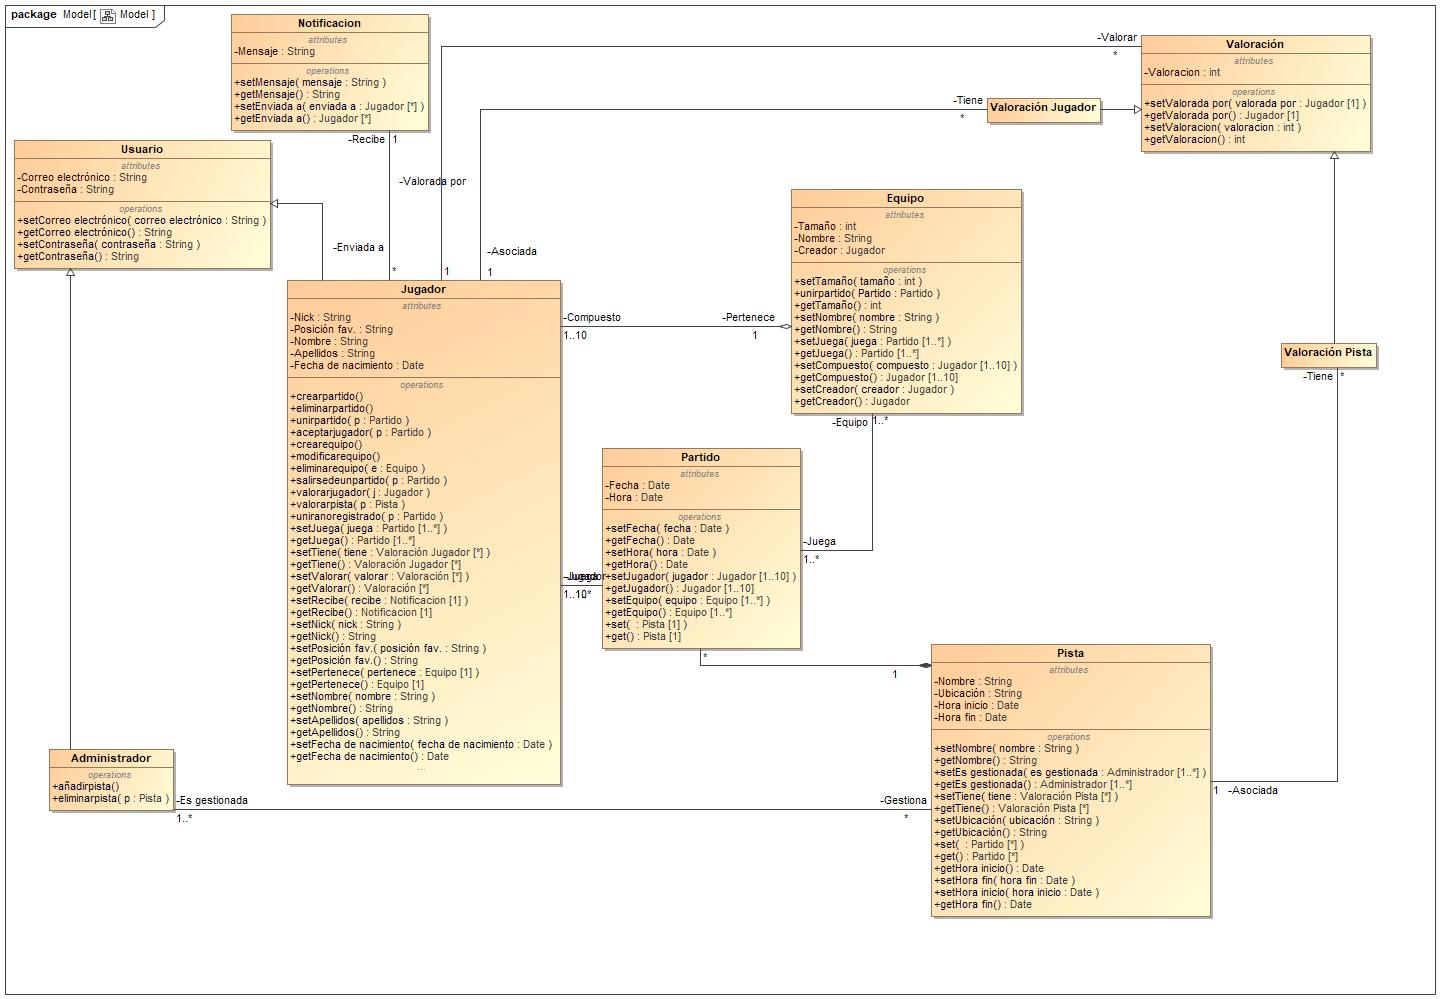 package Model [ Model ]
Notificacion
attributes
-Mensaje : String
operations
+setMensaje( mensaje : String )
+getMensaje() : String
+setEnviada a( enviada a : Jugador [*] )
+getEnviada a() : Jugador [*]
-Recibe 1
-Enviada a
*
Usuario
attributes
-Correo electrónico : String
-Contraseña : String
operations
+setCorreo electrónico( correo electrónico : String )
+getCorreo electrónico() : String
+setContraseña( contraseña : String )
+getContraseña() : String
-Valorada por
1
-Valorar
*
-Tiene
*
-Asociada
1
Valoración Jugador
Valoración
attributes
-Valoracion : int
operations
+setValorada por( valorada por : Jugador [1] )
+getValorada por() : Jugador [1]
+setValoracion( valoracion : int )
+getValoracion() : int
Equipo
attributes
-Tamaño : int
-Nombre : String
-Creador : Jugador
operations
+setTamaño( tamaño : int )
+unirpartido( Partido : Partido )
+getTamaño() : int
+setNombre( nombre : String )
+getNombre() : String
+setJuega( juega : Partido [1..*] )
+getJuega() : Partido [1..*]
+setCompuesto( compuesto : Jugador [1..10] )
+getCompuesto() : Jugador [1..10]
+setCreador( creador : Jugador )
+getCreador() : Jugador
-Compuesto
1..10
-Pertenece
1
-Equipo 1..*
Jugador
attributes
-Nick : String
-Posición fav. : String
-Nombre : String
-Apellidos : String
-Fecha de nacimiento : Date
operations
+crearpartido()
+eliminarpartido()
+unirpartido( p : Partido )
+aceptarjugador( p : Partido )
+crearequipo()
+modificarequipo()
+eliminarequipo( e : Equipo )
+salirsedeunpartido( p : Partido )
+valorarjugador( j : Jugador )
+valorarpista( p : Pista )
+uniranoregistrado( p : Partido )
+setJuega( juega : Partido [1..*] )
+getJuega() : Partido [1..*]
+setTiene( tiene : Valoración Jugador [*] )
+getTiene() : Valoración Jugador [*]
+setValorar( valorar : Valoración [*] )
+getValorar() : Valoración [*]
+setRecibe( recibe : Notificacion [1] )
+getRecibe() : Notificacion [1]
+setNick( nick : String )
+getNick() : String
+setPosición fav.( posición fav. : String )
+getPosición fav.() : String
+setPertenece( pertenece : Equipo [1] )
+getPertenece() : Equipo [1]
+setNombre( nombre : String )
+getNombre() : String
+setApellidos( apellidos : String )
+getApellidos() : String
+setFecha de nacimiento( fecha de nacimiento : Date )
+getFecha de nacimiento() : Date
...
Partido
attributes
-Fecha : Date
-Hora : Date
operations
+setFecha( fecha : Date )
+getFecha() : Date
+setHora( hora : Date )
+getHora() : Date
+setJugador( jugador : Jugador [1..10] )
+getJugador() : Jugador [1..10]
+setEquipo( equipo : Equipo [1..*] )
+getEquipo() : Equipo [1..*]
+set( : Pista [1] )
+get() : Pista [1]
-Juega
1..*
*
1
Valoración Pista
-Tiene *
1 -Asociada
Pista
attributes
-Nombre : String
-Ubicación : String
-Hora inicio : Date
-Hora fin : Date
operations
+setNombre( nombre : String )
+getNombre() : String
+setEs gestionada( es gestionada : Administrador [1..*] )
+getEs gestionada() : Administrador [1..*]
+setTiene( tiene : Valoración Pista [*] )
+getTiene() : Valoración Pista [*]
+setUbicación( ubicación : String )
+getUbicación() : String
+set( : Partido [*] )
+get() : Partido [*]
+getHora inicio() : Date
+setHora fin( hora fin : Date )
+setHora inicio( hora inicio : Date )
+getHora fin() : Date
Administrador
operations
+añadirpista()
+eliminarpista( p : Pista )
-Es gestionada
1..*
-Gestiona
*